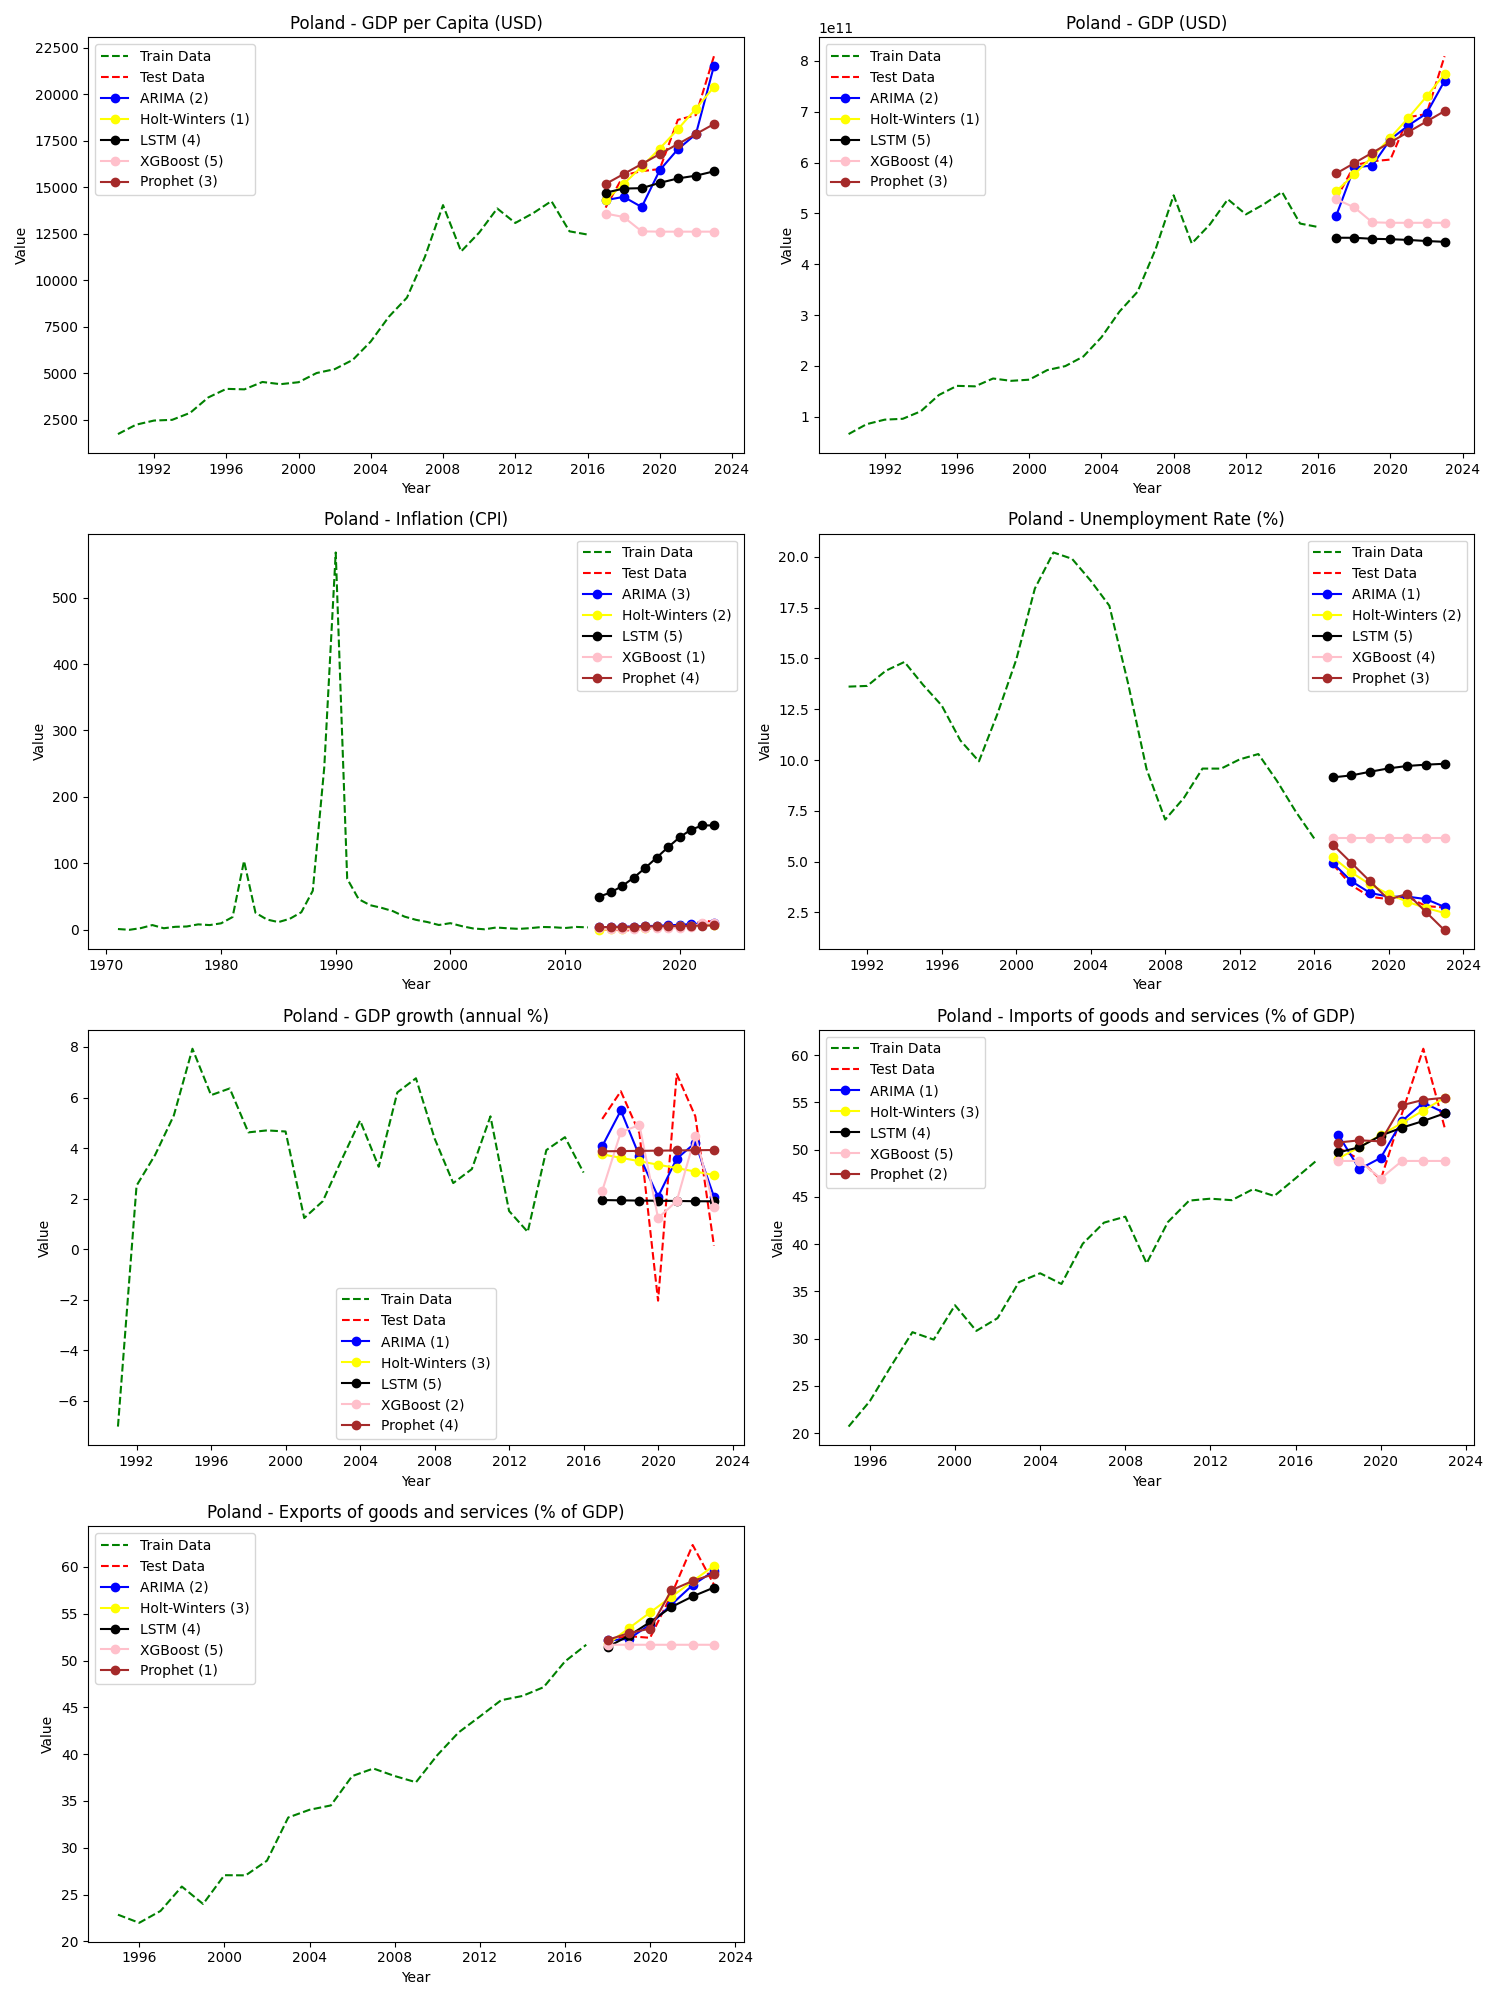 Poland - GDP per Capita (USD)
Train Data
Test Data
ARIMA (2)
Holt-Winters (1)
LSTM (4)
XGBoost (5)
Prophet (3)
Value
22500
20000
17500
15000
12500
10000
7500
5000
2500
1992 1996 2000 2004 2008 2012 2016 2020 2024
Year
Poland - GDP (USD)
1e11
Train Data
Test Data
ARIMA (2)
Holt-Winters (1)
LSTM (5)
XGBoost (4)
Prophet (3)
Value
8
7
6
5
4
3
2
1
1992 1996 2000 2004 2008 2012 2016 2020 2024
Year
Poland - Inflation (CPI)
Train Data
Test Data
ARIMA (3)
Holt-Winters (2)
LSTM (5)
XGBoost (1)
Prophet (4)
Value
500
400
300
200
100
0
1970 1980 1990 2000 2010 2020
Year
Poland - Unemployment Rate (%)
Train Data
Test Data
ARIMA (1)
Holt-Winters (2)
LSTM (5)
XGBoost (4)
Prophet (3)
Value
20.0
17.5
15.0
12.5
10.0
7.5
5.0
2.5
1992 1996 2000 2004 2008 2012 2016 2020 2024
Year
Poland - GDP growth (annual %)
Value
8
6
4
2
0
−2
−4
−6
Train Data
Test Data
ARIMA (1)
Holt-Winters (3)
LSTM (5)
XGBoost (2)
Prophet (4)
1992 1996 2000 2004 2008 2012 2016 2020 2024
Year
Poland - Imports of goods and services (% of GDP)
Train Data
Test Data
ARIMA (1)
Holt-Winters (3)
LSTM (4)
XGBoost (5)
Prophet (2)
Value
60
55
50
45
40
35
30
25
20
1996 2000 2004 2008 2012 2016 2020 2024
Year
Poland - Exports of goods and services (% of GDP)
Train Data
Test Data
ARIMA (2)
Holt-Winters (3)
LSTM (4)
XGBoost (5)
Prophet (1)
Value
60
55
50
45
40
35
30
25
20
1996 2000 2004 2008 2012 2016 2020 2024
Year